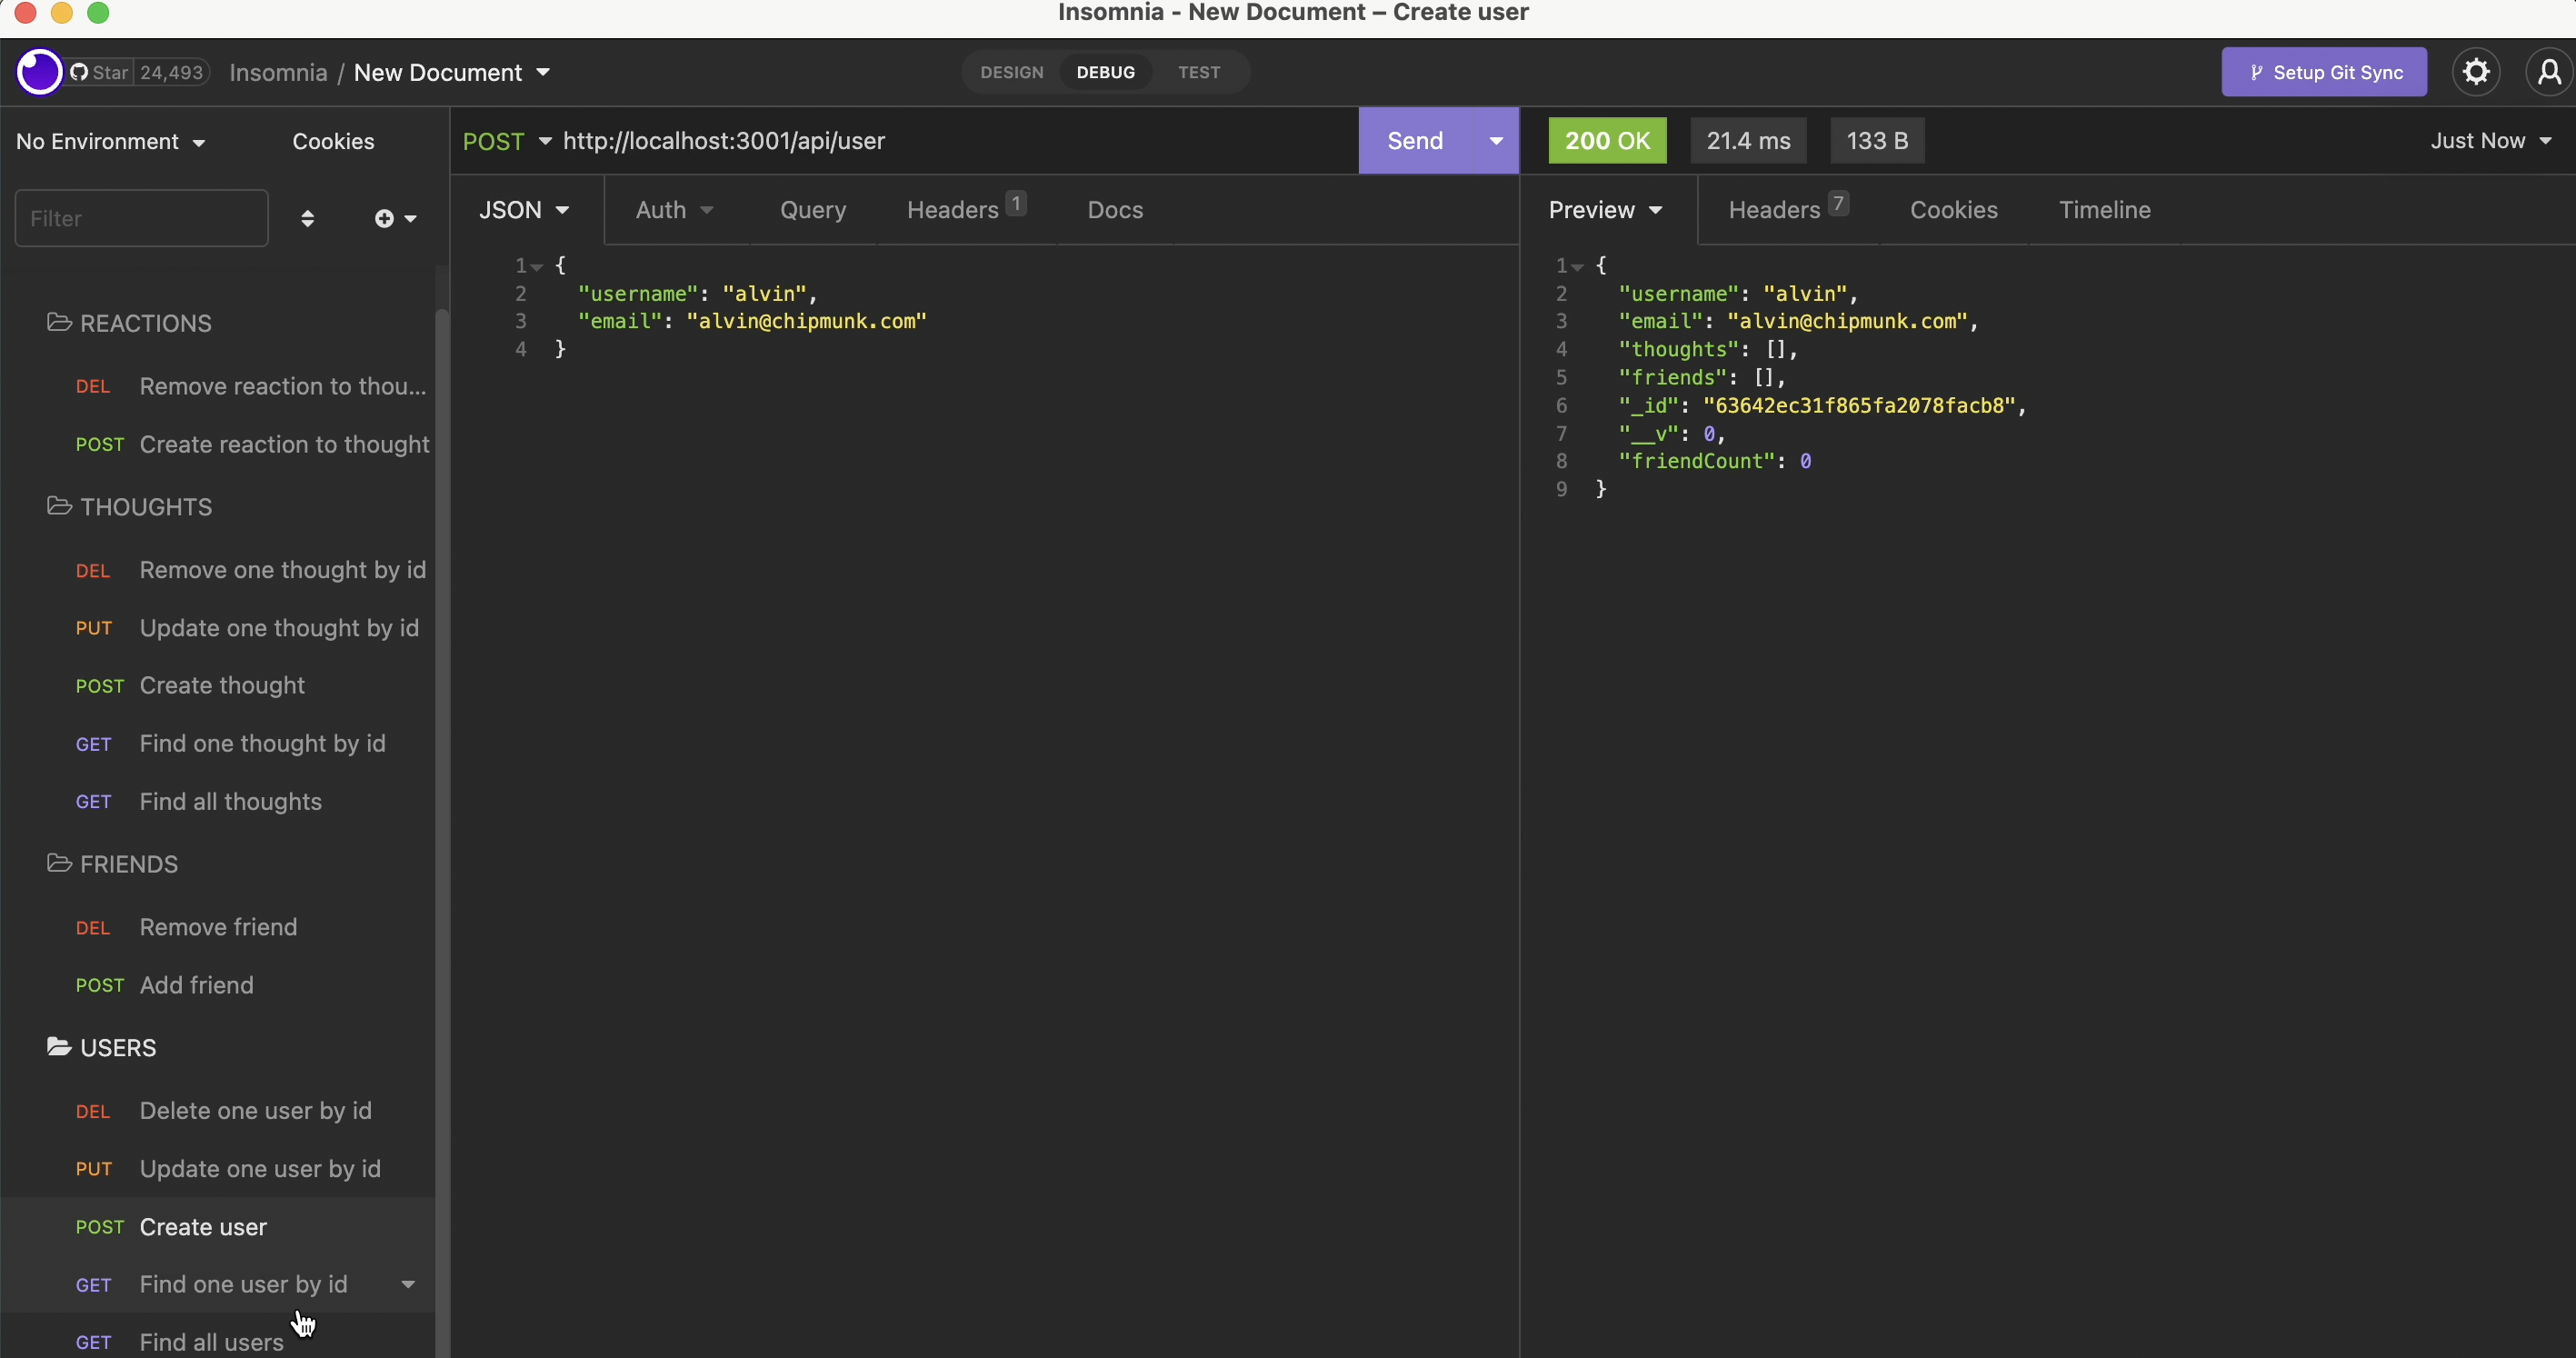 Insomnia - New Document – Create user
Star 24,493 Insomnia / New Document
DESIGN DEBUG TEST
Setup Git Sync
No Environment Cookies
POST http://localhost:3001/api/user Send
200 OK 21.4 ms 133 B Just Now
Filter
JSON Auth Query Headers 1 Docs
Preview Headers 7 Cookies Timeline
REACTIONS
DEL Remove reaction to thou...
POST Create reaction to thought
THOUGHTS
DEL Remove one thought by id
PUT Update one thought by id
POST Create thought
GET Find one thought by id
GET Find all thoughts
FRIENDS
DEL Remove friend
POST Add friend
USERS
DEL Delete one user by id
PUT Update one user by id
POST Create user
GET Find one user by id
GET Find all users
1 {
2 "username": "alvin",
3 "email": "alvin@chipmunk.com"
4 }
1 {
2 "username": "alvin",
3 "email": "alvin@chipmunk.com",
4 "thoughts": [],
5 "friends": [],
6 "_id": "63642ec31f865fa2078facb8",
7 "__v": 0,
8 "friendCount": 0
9 }